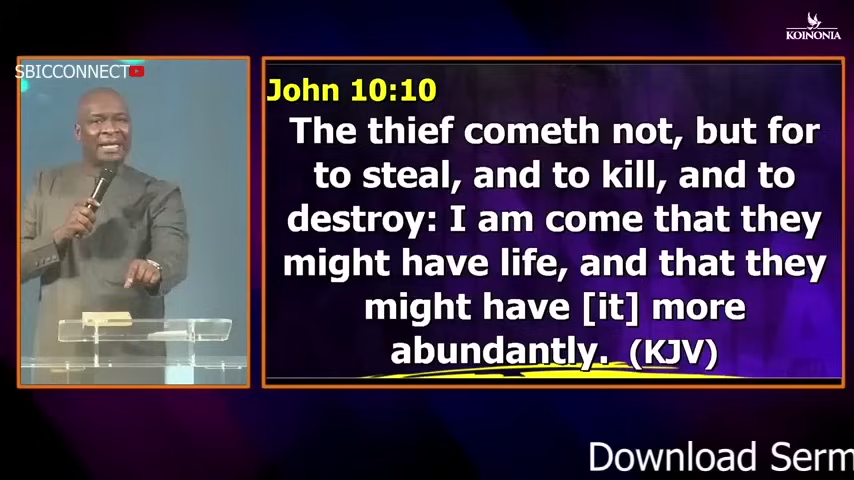 KOINONIA
SBICCONNECT
John 10:10
The thief cometh not, but for
to steal, and to kill, and to
destroy: I am come that they
might have life, and that they
might have [it] more
abundantly. (KJV)
Download Serm